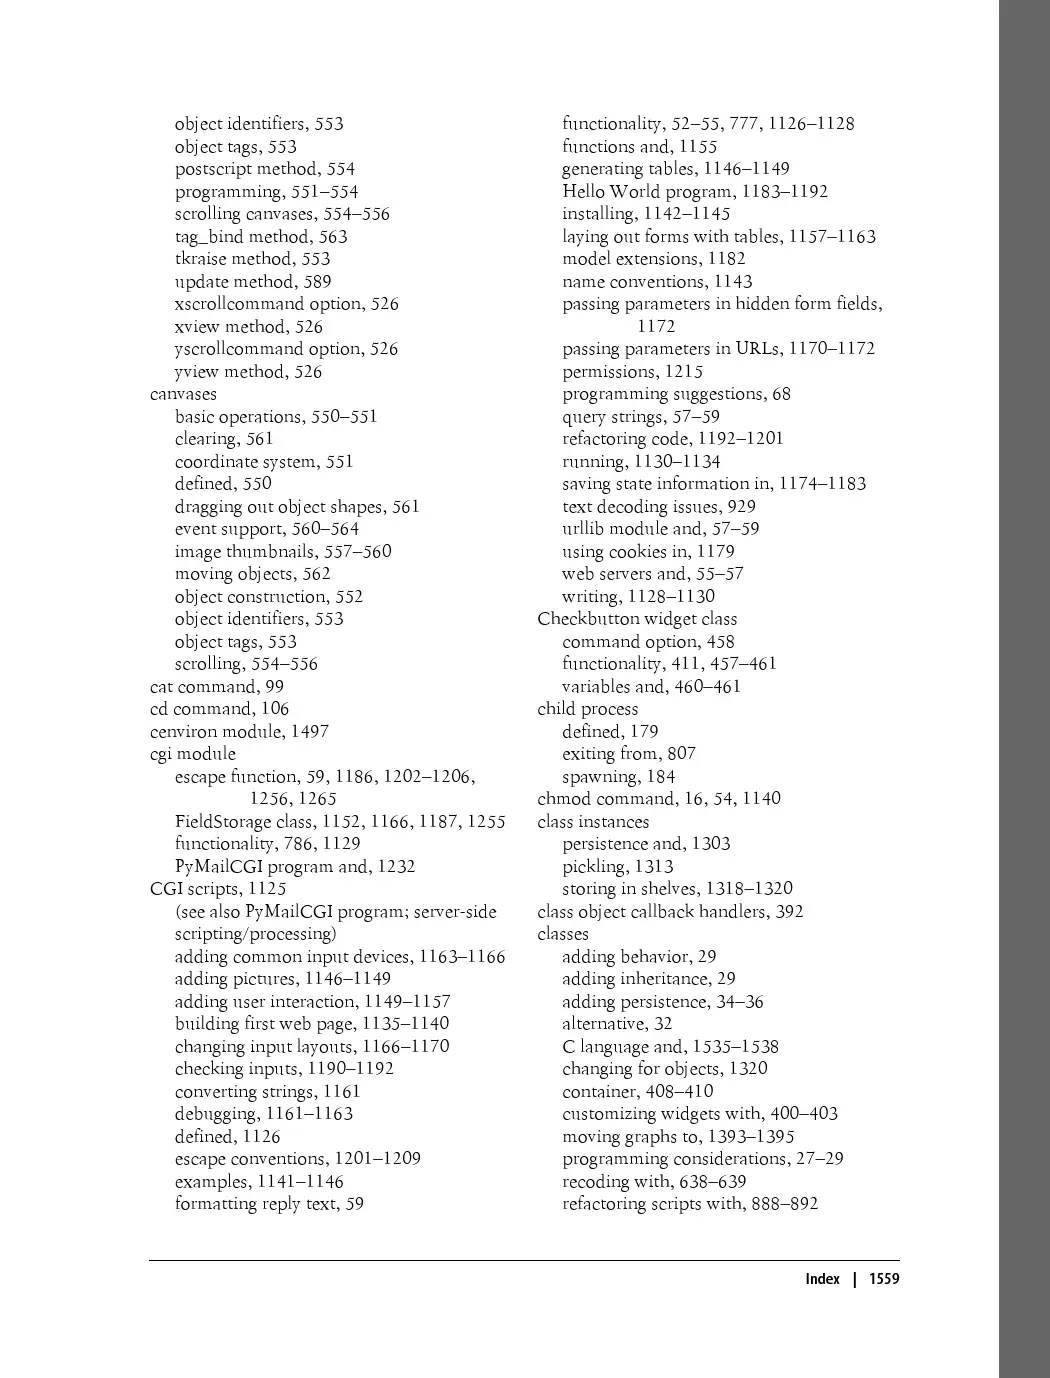 object identifiers, 553
object tags, 553
postscript method, 554
programming, 551–554
scrolling canvases, 554–556
tag_bind method, 563
tkraise method, 553
update method, 589
xscrollcommand option, 526
xview method, 526
yscrollcommand option, 526
yview method, 526
canvases
basic operations, 550–551
clearing, 561
coordinate system, 551
defined, 550
dragging out object shapes, 561
event support, 560–564
image thumbnails, 557–560
moving objects, 562
object construction, 552
object identifiers, 553
object tags, 553
scrolling, 554–556
cat command, 99
cd command, 106
cenviron module, 1497
cgi module
escape function, 59, 1186, 1202–1206,
1256, 1265
FieldStorage class, 1152, 1166, 1187, 1255
functionality, 786, 1129
PyMailCGI program and, 1232
CGI scripts, 1125
(see also PyMailCGI program; server-side
scripting/processing)
adding common input devices, 1163–1166
adding pictures, 1146–1149
adding user interaction, 1149–1157
building first web page, 1135–1140
changing input layouts, 1166–1170
checking inputs, 1190–1192
converting strings, 1161
debugging, 1161–1163
defined, 1126
escape conventions, 1201–1209
examples, 1141–1146
formatting reply text, 59
functionality, 52–55, 777, 1126–1128
functions and, 1155
generating tables, 1146–1149
Hello World program, 1183–1192
installing, 1142–1145
laying out forms with tables, 1157–1163
model extensions, 1182
name conventions, 1143
passing parameters in hidden form fields,
1172
passing parameters in URLs, 1170–1172
permissions, 1215
programming suggestions, 68
query strings, 57–59
refactoring code, 1192–1201
running, 1130–1134
saving state information in, 1174–1183
text decoding issues, 929
urllib module and, 57–59
using cookies in, 1179
web servers and, 55–57
writing, 1128–1130
Checkbutton widget class
command option, 458
functionality, 411, 457–461
variables and, 460–461
child process
defined, 179
exiting from, 807
spawning, 184
chmod command, 16, 54, 1140
class instances
persistence and, 1303
pickling, 1313
storing in shelves, 1318–1320
class object callback handlers, 392
classes
adding behavior, 29
adding inheritance, 29
adding persistence, 34–36
alternative, 32
C language and, 1535–1538
changing for objects, 1320
container, 408–410
customizing widgets with, 400–403
moving graphs to, 1393–1395
programming considerations, 27–29
recoding with, 638–639
refactoring scripts with, 888–892
Index | 1559